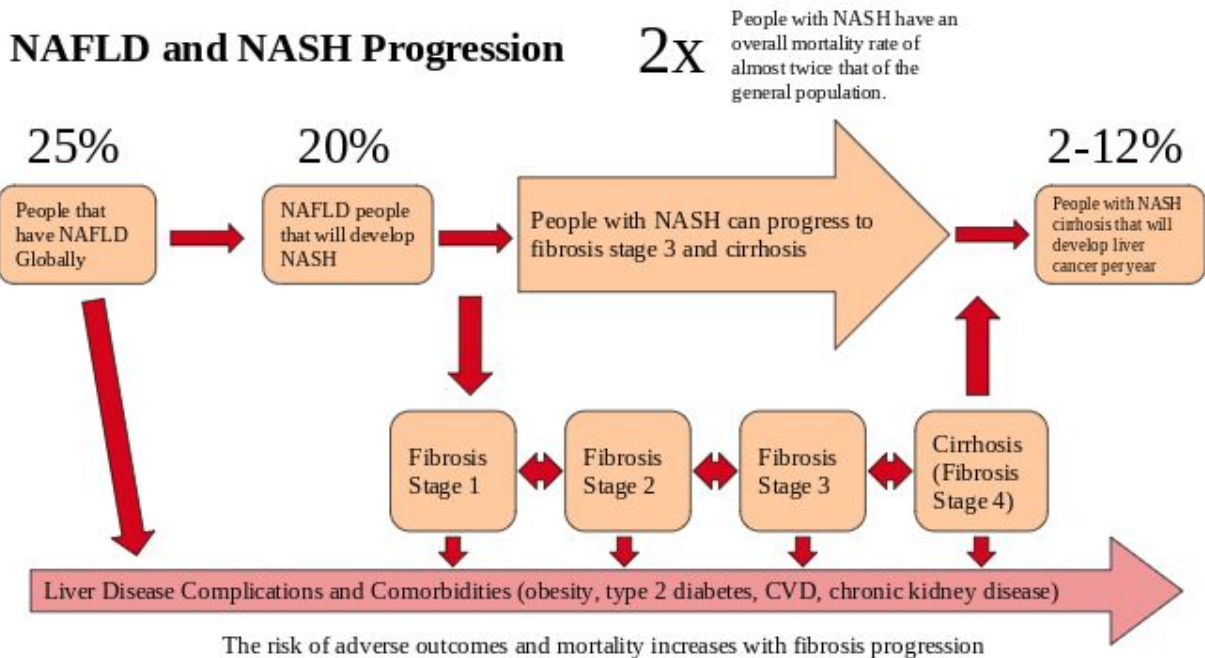 NAFLD and NASH Progression
2x
People with NASH have an
overall mortality rate of
almost twice that of the
general population.
25%
People that
have NAFLD
Globally
20%
NAFLD people
that will develop
NASH
People with NASH can progress to
fibrosis stage 3 and cirrhosis
2-12%
People with NASH
cirrhosis that will
develop liver
cancer per year
Fibrosis
Stage 1
Fibrosis
Stage 2
Fibrosis
Stage 3
Cirrhosis
(Fibrosis
Stage 4)
Liver Disease Complications and Comorbidities (obesity, type 2 diabetes, CVD, chronic kidney disease)
The risk of adverse outcomes and mortality increases with fibrosis progression